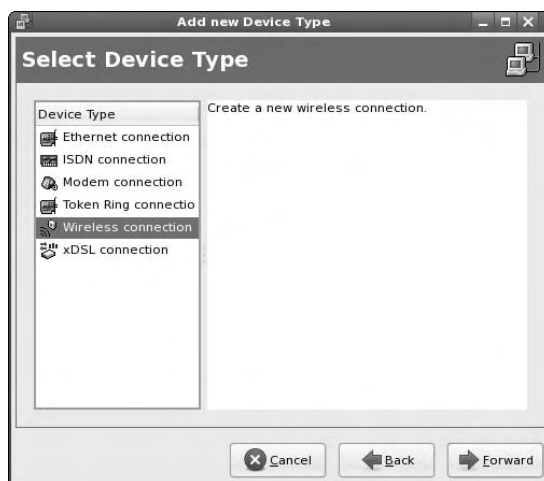 Add new Device Type
Select Device Type
Device Type
Ethernet connection
ISDN connection
Modem connection
Token Ring connectio
Wireless connection
xDSL connection
Create a new wireless connection.
Cancel
Back
Forward